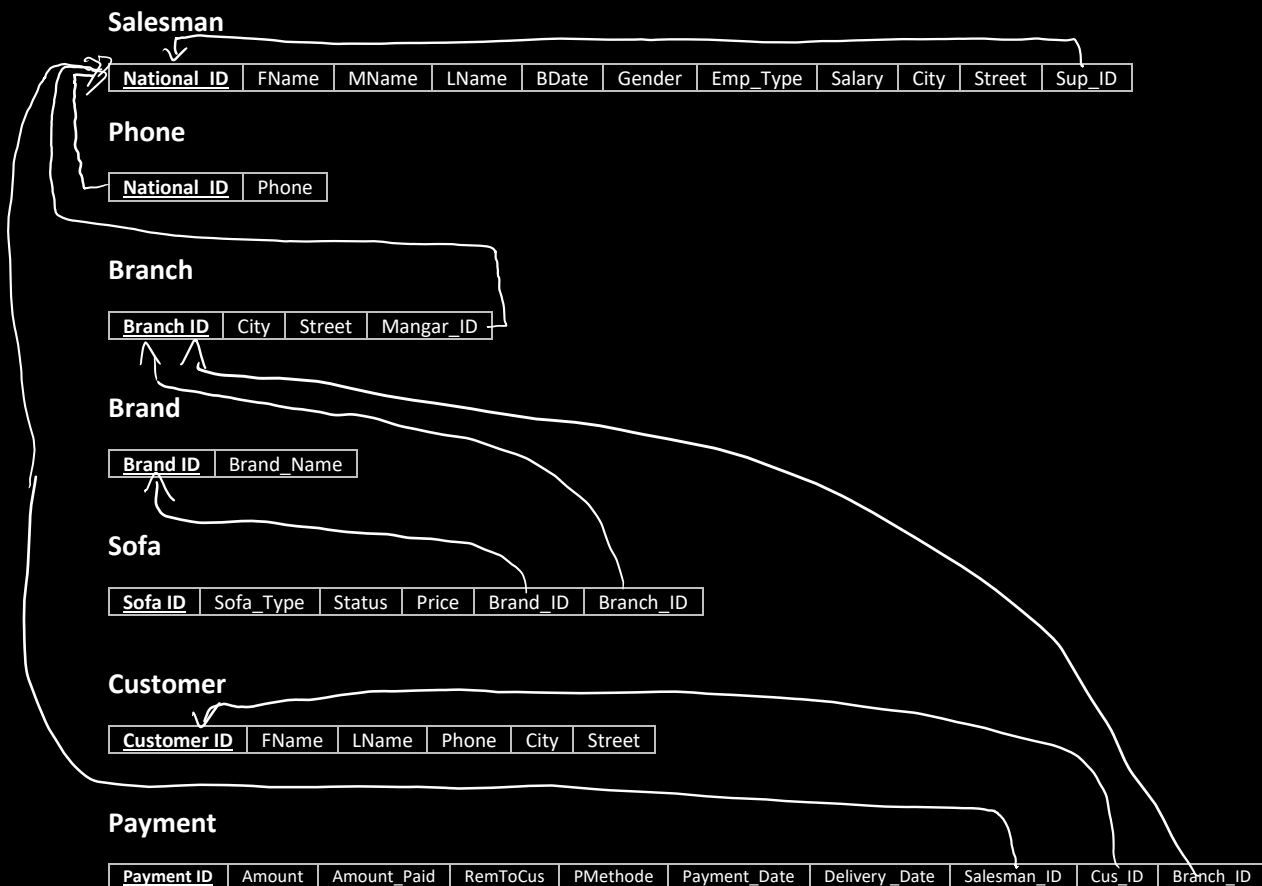 Salesman
National_ID FName MName LName BDate Gender Emp_Type Salary City Street Sup_ID
Phone
National_ID Phone
Branch
Branch ID City Street Mangar_ID
Brand
Brand ID Brand_Name
Sofa
Sofa ID Sofa_Type Status Price Brand_ID Branch_ID
Customer
Customer ID FName LName Phone City Street
Payment
Payment ID Amount Amount_Paid RemToCus PMethode Payment_Date Delivery_Date Salesman_ID Cus_ID Branch_ID